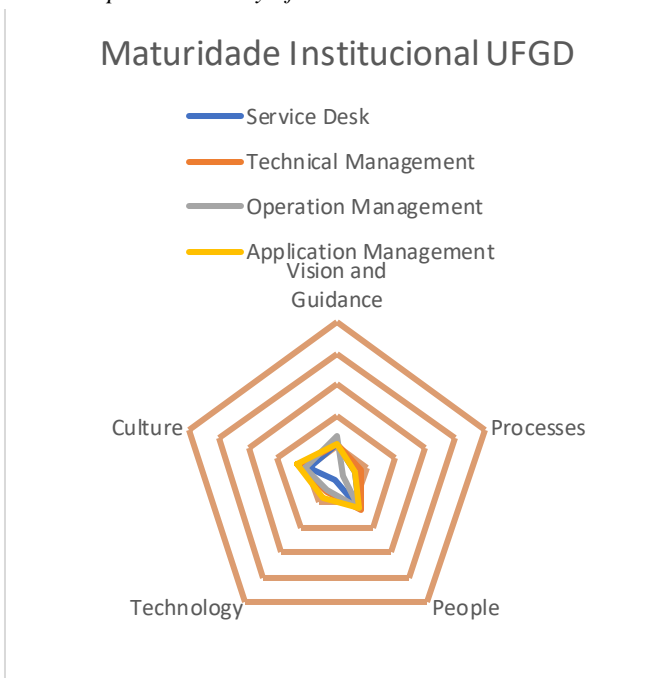 Maturidade Institucional UFGD
Service Desk
Technical Management
Operation Management
Application Management
Vision and
Guidance
Culture
Processes
Technology
People